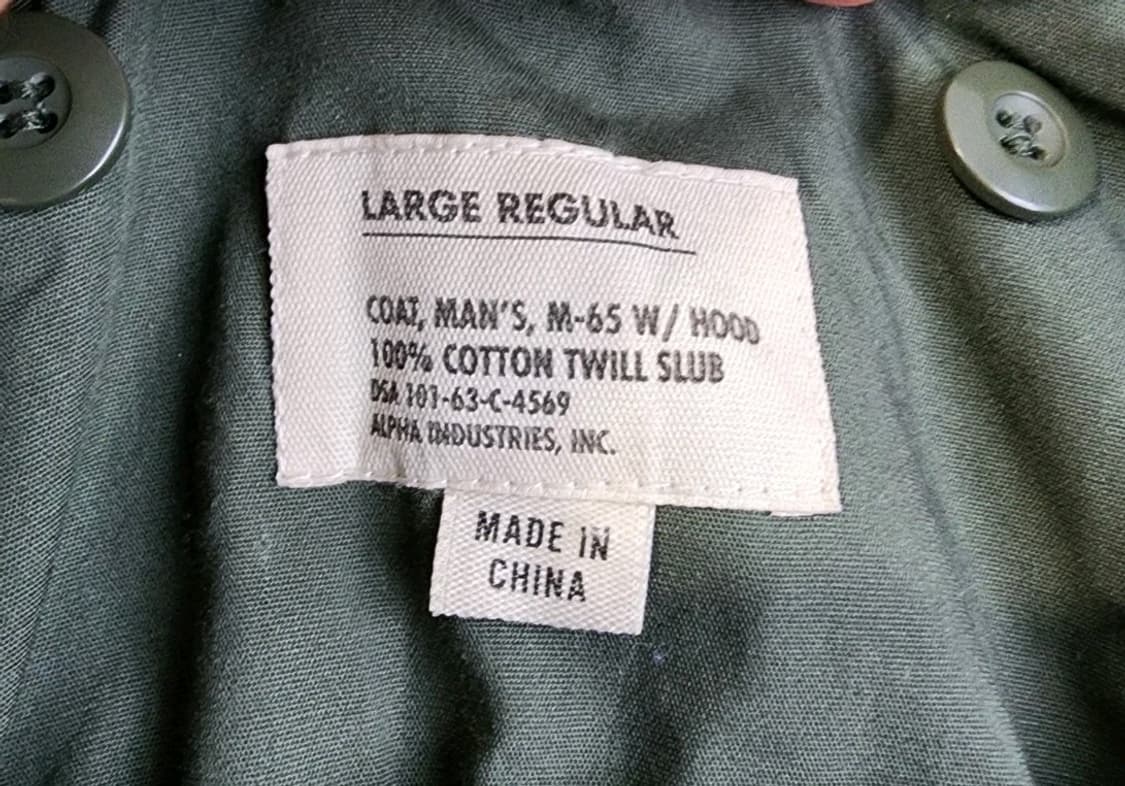 LARGE REGULAR
COAT, MAN'S, M-65 W/ HOOD
100% COTTON TWILL SLUB
DSA 101-63-C-4569
ALPHA INDUSTRIES, INC.
MADE IN
CHINA